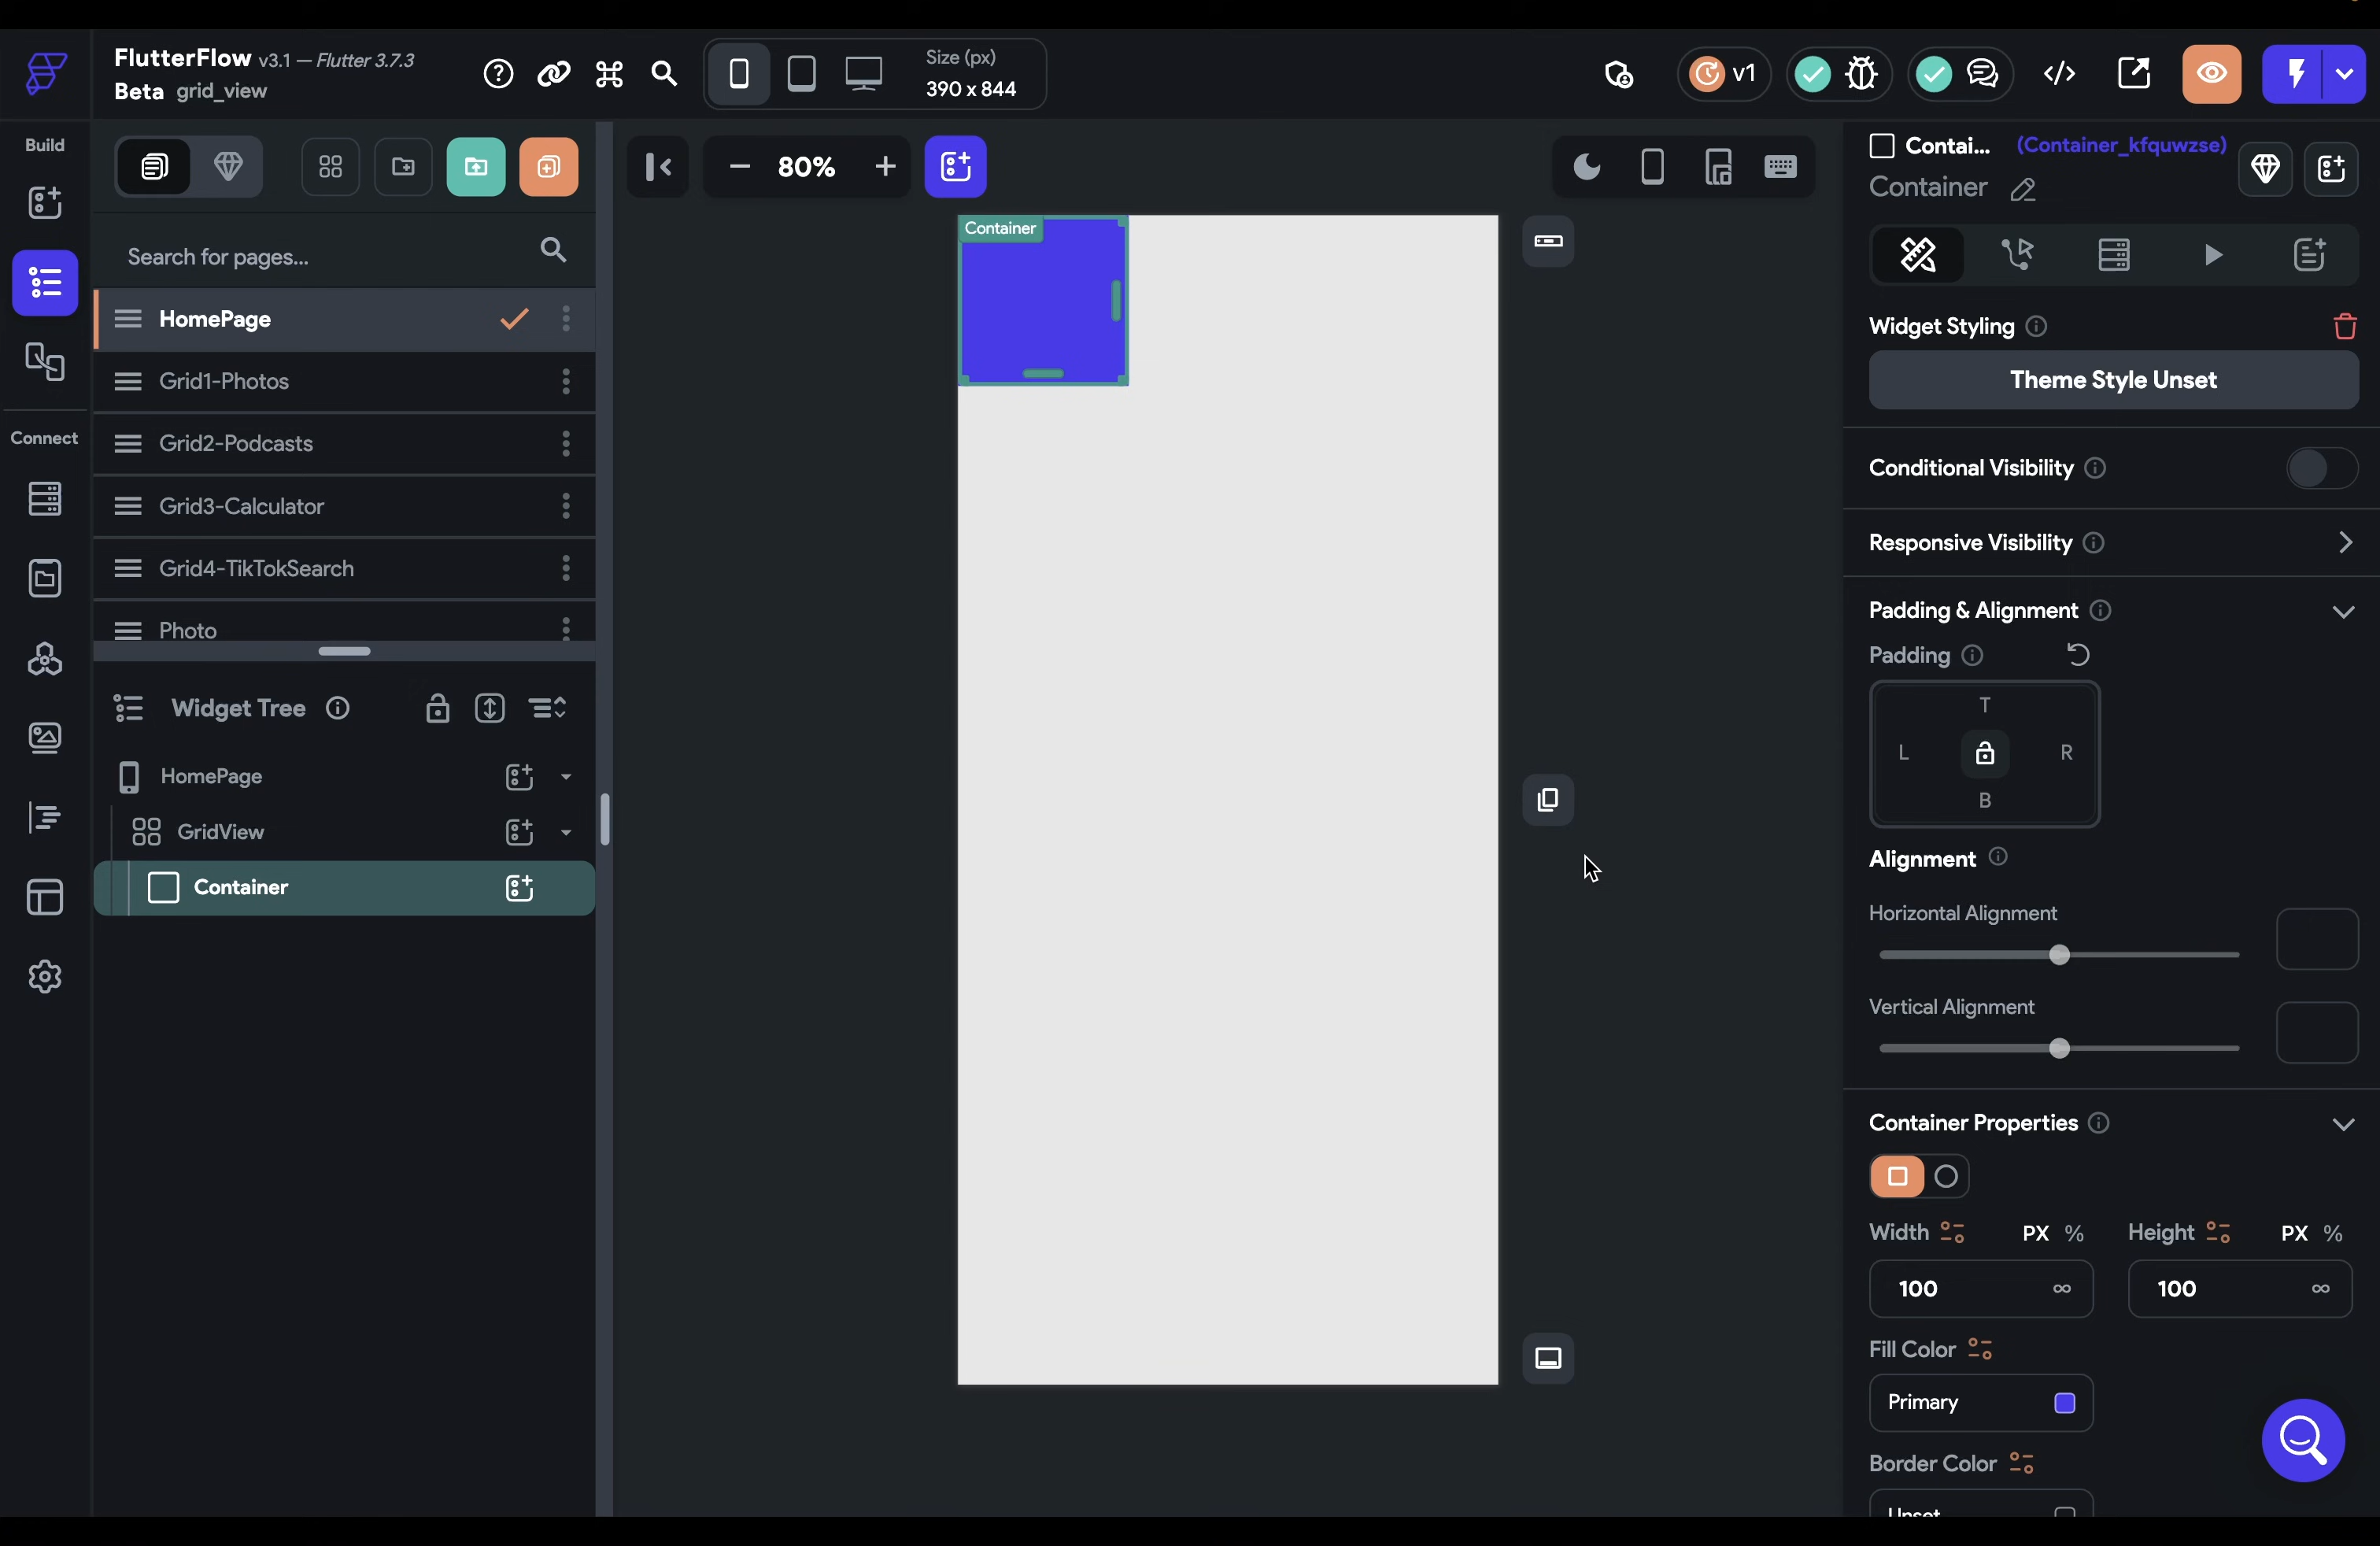 FlutterFlow v3.1 — Flutter 3.7.3
Beta grid_view
Size (px)
390 x 844
v1
Build
Connect
Search for pages...
HomePage
Grid1-Photos
Grid2-Podcasts
Grid3-Calculator
Grid4-TikTokSearch
Photo
Widget Tree
HomePage
GridView
Container
80%
Container
Contai... (Container_kfquwzse)
Container
Widget Styling
Theme Style Unset
Conditional Visibility
Responsive Visibility
Padding & Alignment
Padding
T
L R
B
Alignment
Horizontal Alignment
Vertical Alignment
Container Properties
Width PX % Height PX %
100 ∞ 100 ∞
Fill Color
Primary
Border Color
Unset